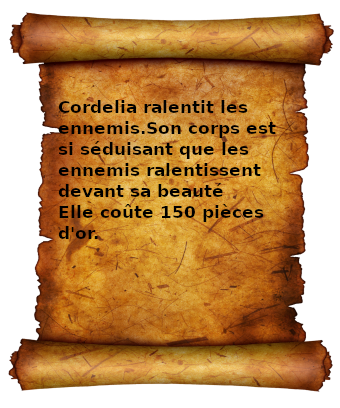 Cordelia ralentit les
ennemis.Son corps est
si séduisant que les
ennemis ralentissent
devant sa beauté
Elle coûte 150 pièces
d'or.